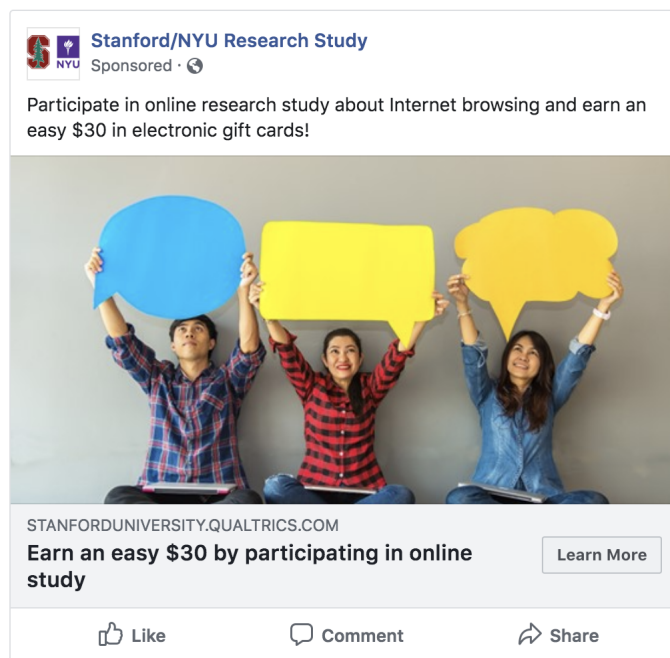 Stanford/NYU Research Study
NYU
Sponsored ·
Participate in online research study about Internet browsing and earn an
easy $30 in electronic gift cards!
STANFORDUNIVERSITY.QUALTRICS.COM
Earn an easy $30 by participating in online
study
Learn More
Like
Comment
Share